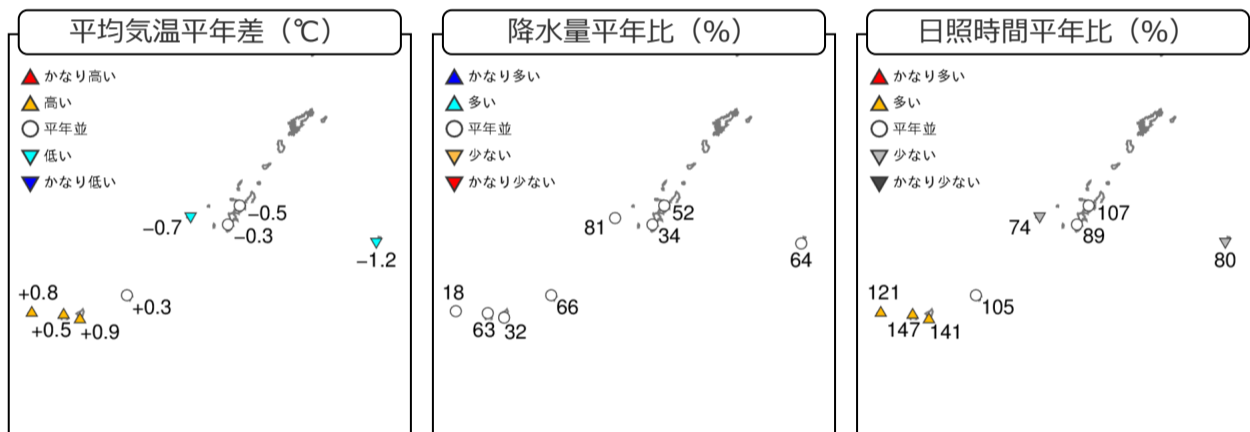 平均気温平年差（℃）
かなり高い
高い
平年並
低い
かなり低い
−0.7
−0.5
−0.3
−1.2
+0.8
+0.3
+0.5
+0.9
降水量平年比（%）
かなり多い
多い
平年並
少ない
かなり少ない
81
52
34
64
18
66
63
32
日照時間平年比（%）
かなり多い
多い
平年並
少ない
かなり少ない
74
107
89
80
121
105
147
141